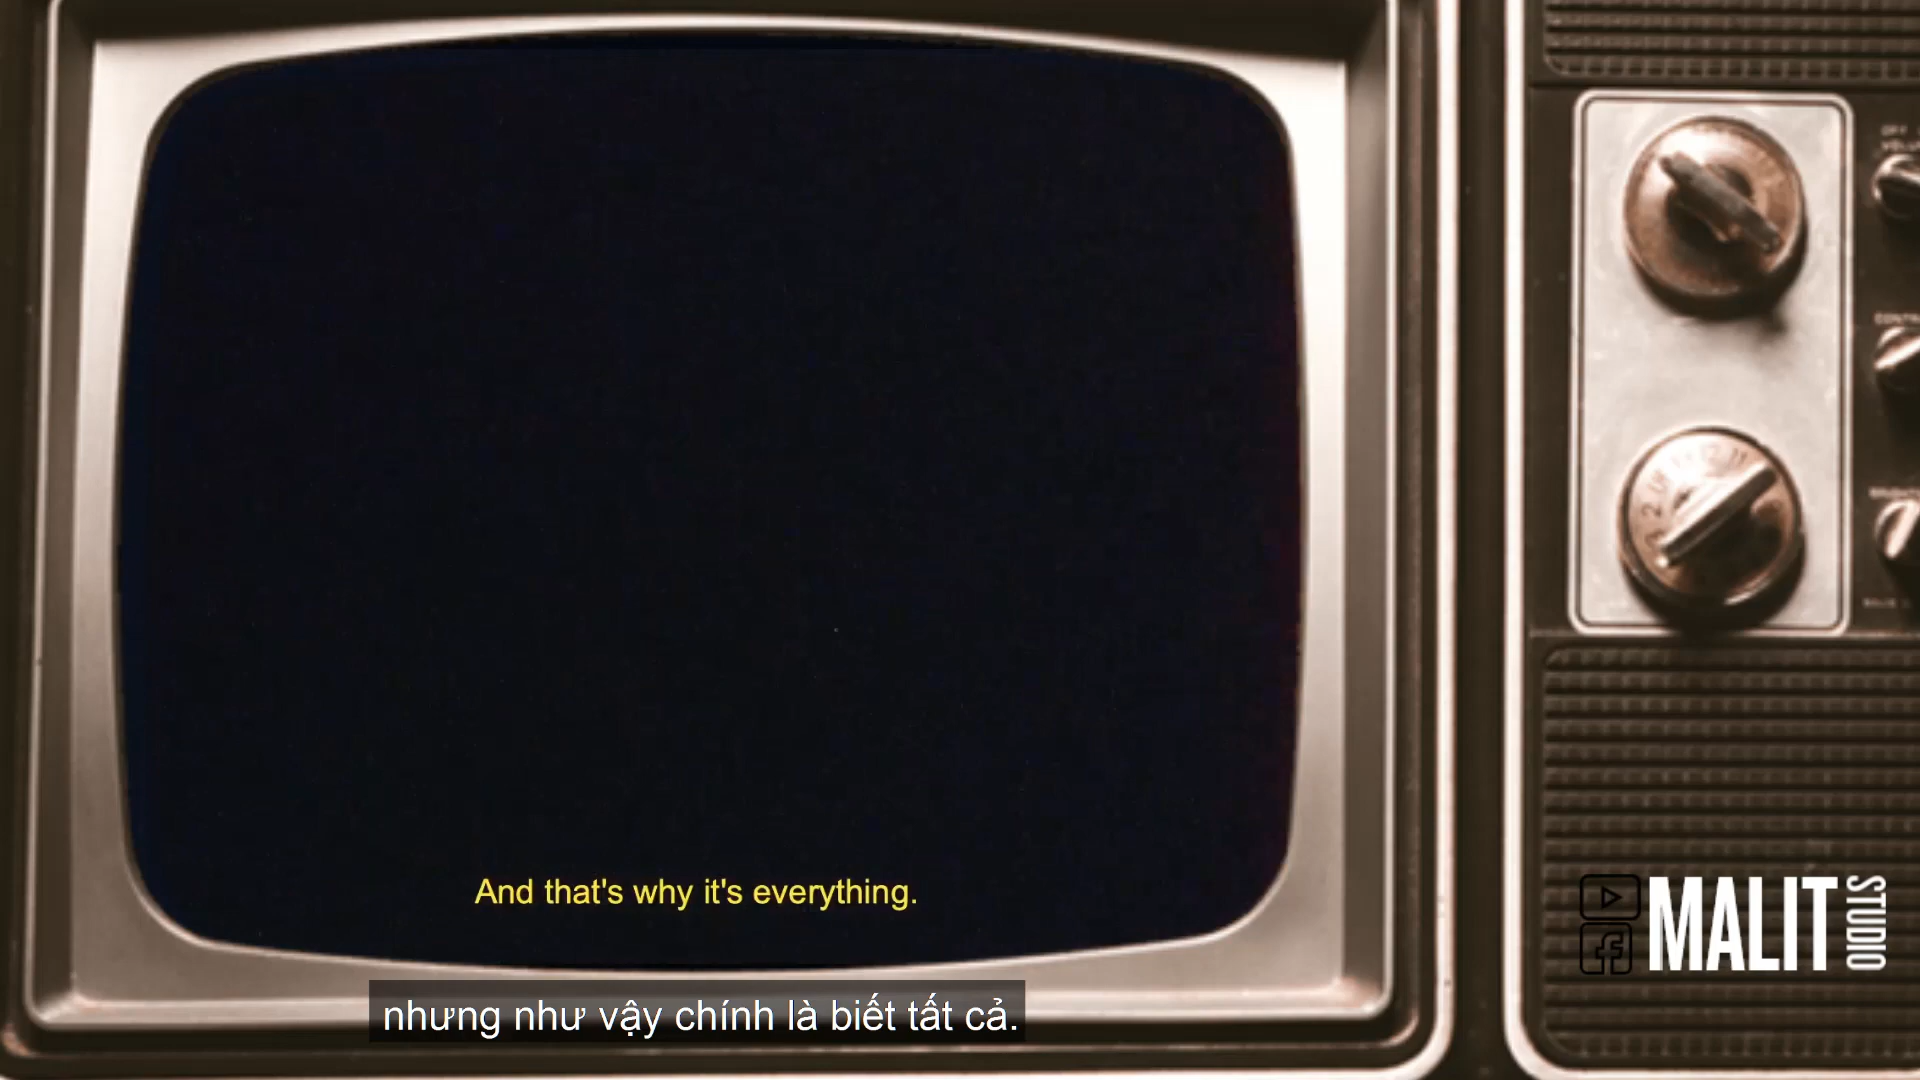 And that's why it's everything.
nhưng như vậy chính là biết tất cả.
MALIT
STUDIO